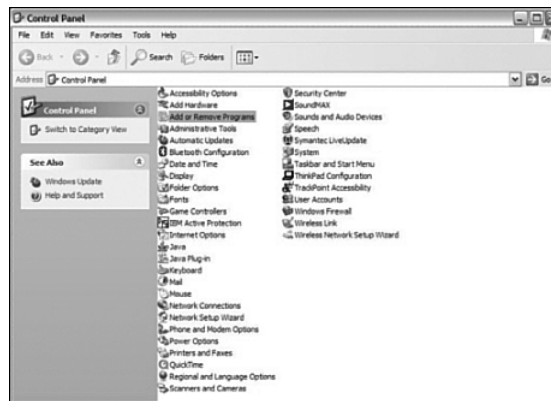 Control Panel
File Edit View Favorites Tools Help
Back Search Folders
Address Control Panel Go
Control Panel
Switch to Category View
See Also
Windows Update
Help and Support
Accessibility Options
Add Hardware
Add or Remove Programs
Administrative Tools
Automatic Updates
Bluetooth Configuration
Date and Time
Display
Folder Options
Fonts
Game Controllers
IBM Active Protection
Internet Options
Java
Java Plug-in
Keyboard
Mail
Mouse
Network Connections
Network Setup Wizard
Phone and Modem Options
Power Options
Printers and Faxes
QuickTime
Regional and Language Options
Scanners and Cameras
Security Center
SoundMAX
Sounds and Audio Devices
Speech
Symantec LiveUpdate
System
Taskbar and Start Menu
ThinkPad Configuration
TrackPoint Accessibility
User Accounts
Windows Firewall
Wireless Link
Wireless Network Setup Wizard